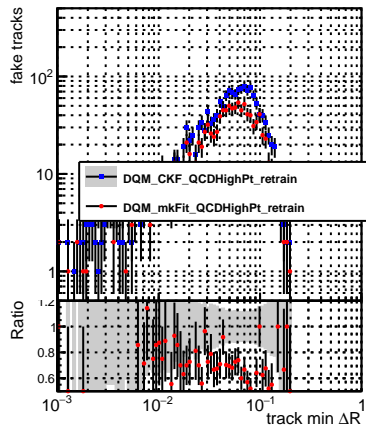 fake tracks
10²
DQM_CKF_QCDHighPt_retrain
DQM_mkFit_QCDHighPt_retrain
1
Ratio
1.2
1
0.8
0.6
10⁻³ 10⁻² 10⁻¹ 1
track min ΔR